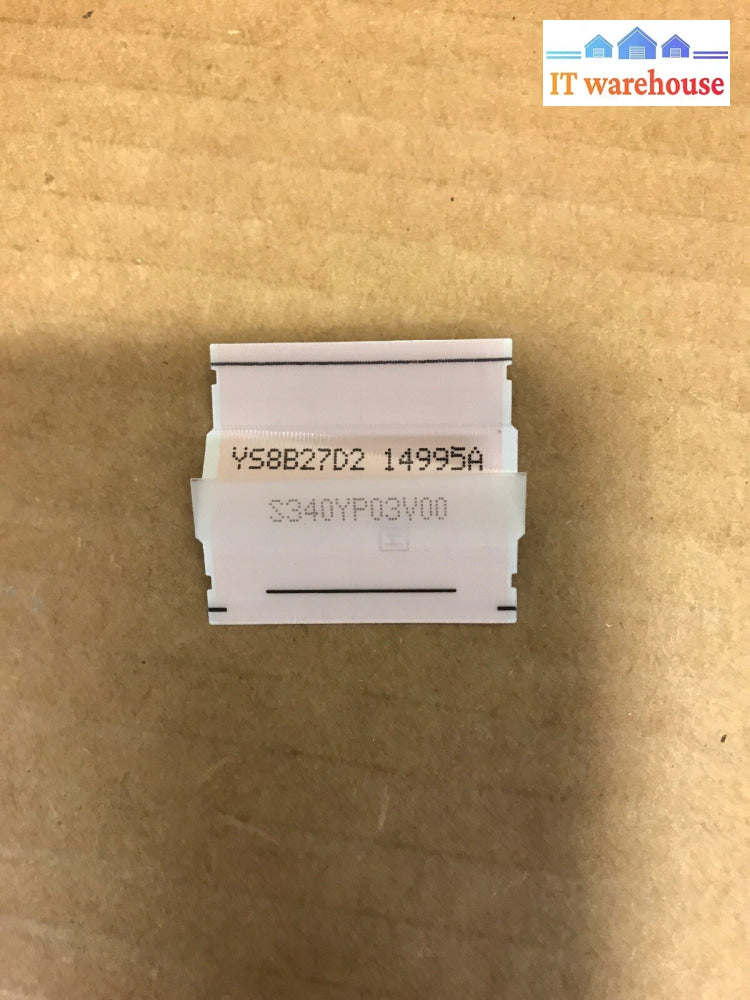 IT warehouse
YS8B27D2 14995A
S340YP03V00
H